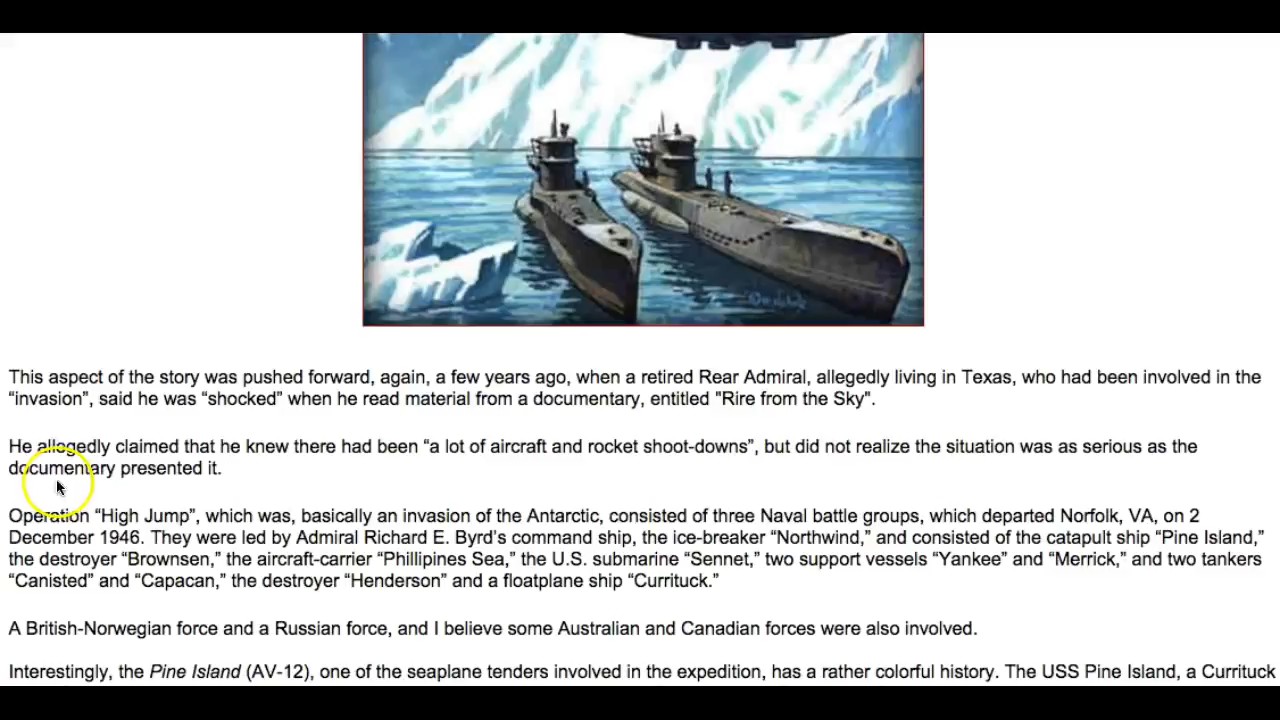 This aspect of the story was pushed forward, again, a few years ago, when a retired Rear Admiral, allegedly living in Texas, who had been involved in the
“invasion”, said he was “shocked” when he read material from a documentary, entitled "Rire from the Sky".
He allegedly claimed that he knew there had been “a lot of aircraft and rocket shoot-downs”, but did not realize the situation was as serious as the
documentary presented it.
Operation “High Jump”, which was, basically an invasion of the Antarctic, consisted of three Naval battle groups, which departed Norfolk, VA, on 2
December 1946. They were led by Admiral Richard E. Byrd’s command ship, the ice-breaker “Northwind,” and consisted of the catapult ship “Pine Island,”
the destroyer “Brownsen,” the aircraft-carrier “Phillipines Sea,” the U.S. submarine “Sennet,” two support vessels “Yankee” and “Merrick,” and two tankers
“Canisted” and “Capacan,” the destroyer “Henderson” and a floatplane ship “Currituck.”
A British-Norwegian force and a Russian force, and I believe some Australian and Canadian forces were also involved.
Interestingly, the Pine Island (AV-12), one of the seaplane tenders involved in the expedition, has a rather colorful history. The USS Pine Island, a Currituck